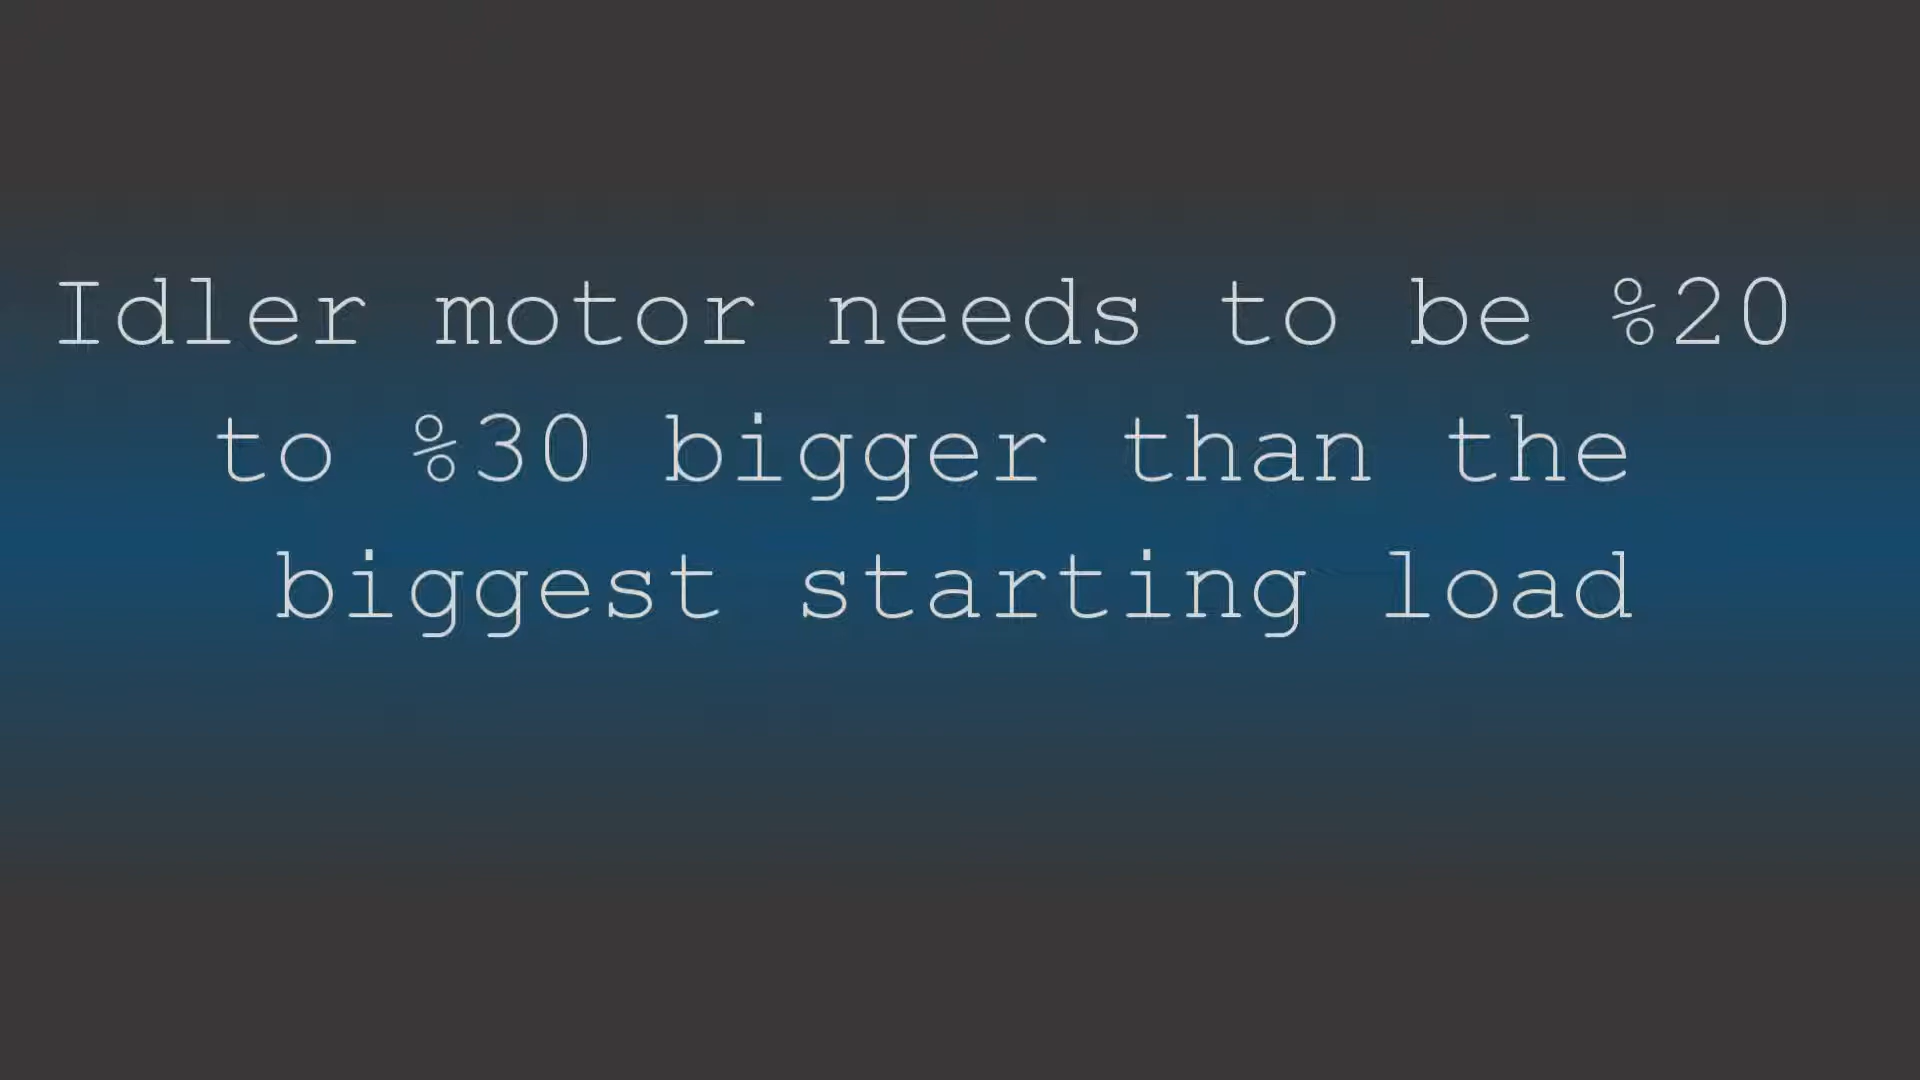 Idler motor needs to be %20
to %30 bigger than the
biggest starting load